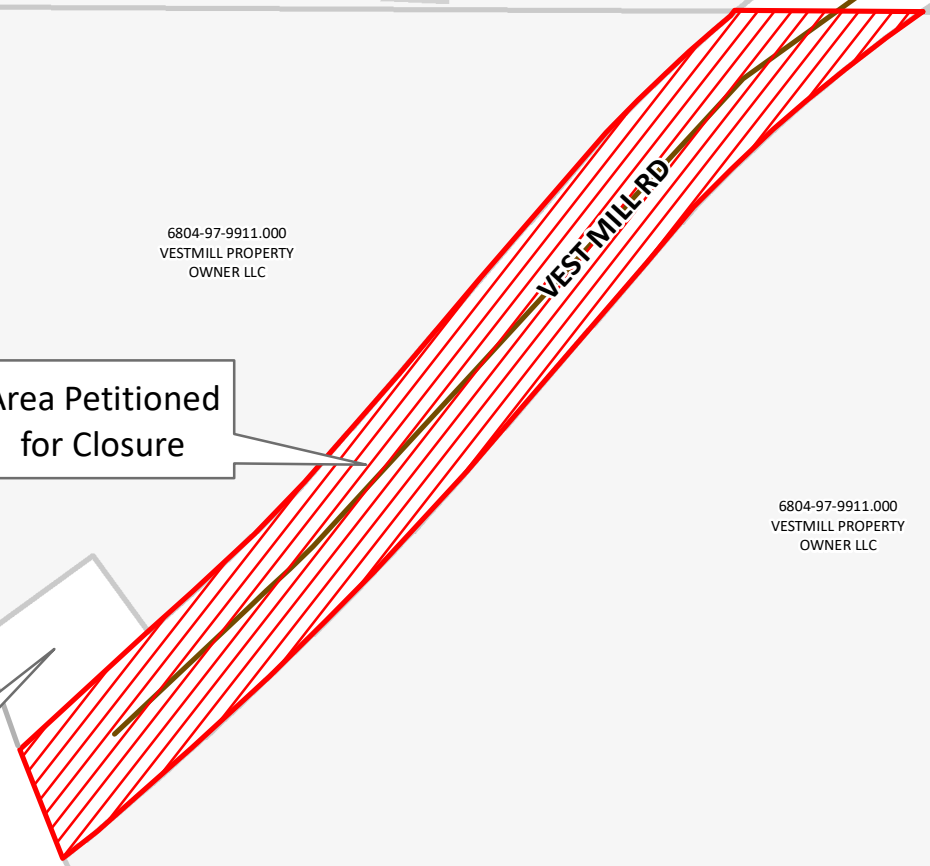 VEST MILL RD
6804-97-9911.000
VESTMILL PROPERTY
OWNER LLC
Area Petitioned
for Closure
6804-97-9911.000
VESTMILL PROPERTY
OWNER LLC